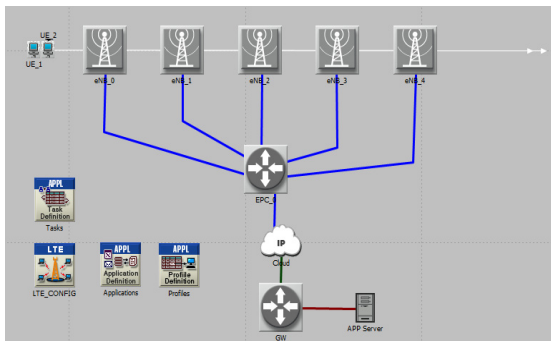 UE_2
UE_1
eNB_0
eNB_1
eNB_2
eNB_3
eNB_4
EPC_0
APPL
Task
Definition
Tasks
IP
Cloud
LTE
LTE_CONFIG
APPL
Application
Definition
Applications
APPL
Profile
Definition
Profiles
GW
APP Server